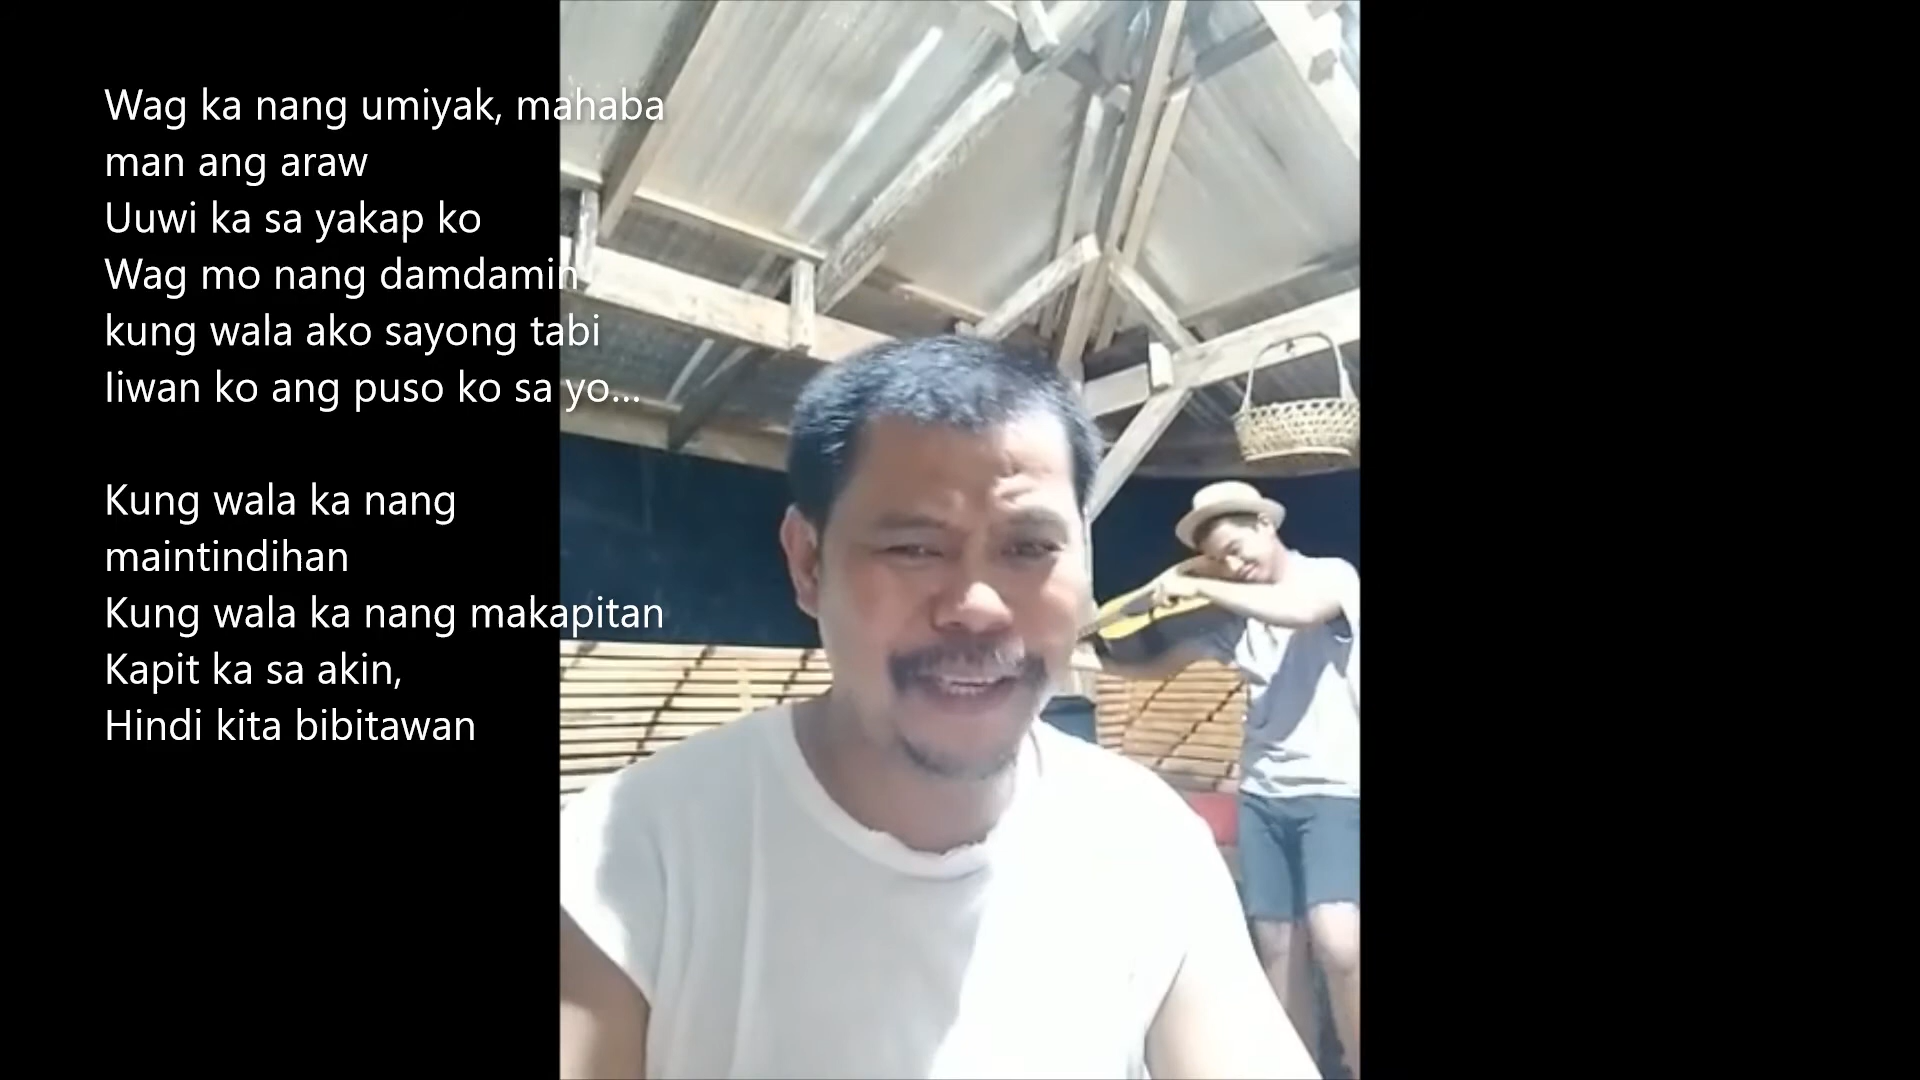 Wag ka nang umiyak, mahaba
man ang araw
Uuwi ka sa yakap ko
Wag mo nang damdamin
kung wala ako sayong tabi
Iiwan ko ang puso ko sa yo...
Kung wala ka nang
maintindihan
Kung wala ka nang makapitan
Kapit ka sa akin,
Hindi kita bibitawan